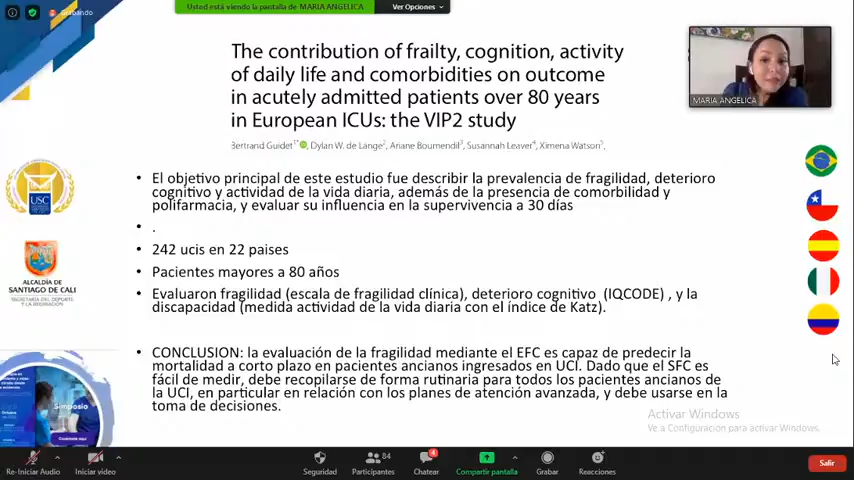 Grabando
Usted está viendo la pantalla de MARIA ANGELICA
Ver Opciones
The contribution of frailty, cognition, activity
of daily life and comorbidities on outcome
in acutely admitted patients over 80 years
in European ICUs: the VIP2 study
Bertrand Guidet1*, Dylan W. de Lange2, Ariane Boumendil3, Susannah Leaver4, Ximena Watson5,
MARIA ANGELICA
• El objetivo principal de este estudio fue describir la prevalencia de fragilidad, deterioro
cognitivo y actividad de la vida diaria, además de la presencia de comorbilidad y
polifarmacia, y evaluar su influencia en la supervivencia a 30 días
• .
• 242 ucis en 22 paises
• Pacientes mayores a 80 años
• Evaluaron fragilidad (escala de fragilidad clínica), deterioro cognitivo (IQCODE) , y la
discapacidad (medida actividad de la vida diaria con el índice de Katz).
• CONCLUSION: la evaluación de la fragilidad mediante el EFC es capaz de predecir la
mortalidad a corto plazo en pacientes ancianos ingresados en UCI. Dado que el SFC es
fácil de medir, debe recopilarse de forma rutinaria para todos los pacientes ancianos de
la UCI, en particular en relación con los planes de atención avanzada, y debe usarse en la
toma de decisiones.
USC
ALCALDÍA DE
SANTIAGO DE CALI
SECRETARÍA DEL DEPORTE
Y LA RECREACIÓN
Simposio
Activar Windows
Ve a Configuración para activar Windows.
Re-Iniciar Audio
Iniciar video
Seguridad
84
Participantes
4
Chatear
Compartir pantalla
Grabar
Reacciones
Salir